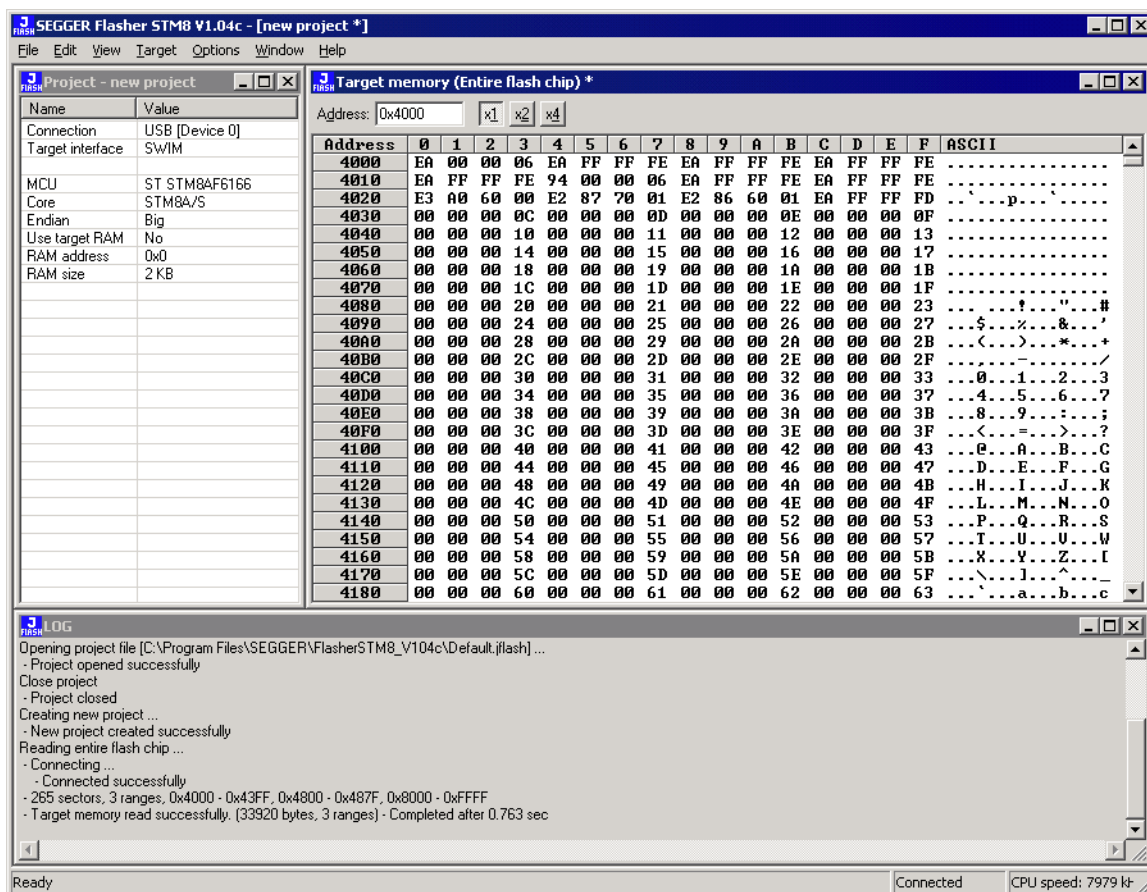 SEGGER Flasher STM8 V1.04c - [new project *]
File Edit View Target Options Window Help
Project - new project
Name Value
Connection USB [Device 0]
Target interface SWIM
MCU ST STM8AF6166
Core STM8A/S
Endian Big
Use target RAM No
RAM address 0x0
RAM size 2 KB
Target memory (Entire flash chip) *
Address: 0x4000 x1 x2 x4
Address 0 1 2 3 4 5 6 7 8 9 A B C D E F ASCII
4000 EA 00 00 06 EA FF FF FE EA FF FF FE EA FF FF FE ................
4010 EA FF FF FE 94 00 00 06 EA FF FF FE EA FF FF FE ................
4020 E3 A0 60 00 E2 87 70 01 E2 86 60 01 EA FF FF FD ..`...p...`.....
4030 00 00 00 0C 00 00 00 0D 00 00 00 0E 00 00 00 0F ................
4040 00 00 00 10 00 00 00 11 00 00 00 12 00 00 00 13 ................
4050 00 00 00 14 00 00 00 15 00 00 00 16 00 00 00 17 ................
4060 00 00 00 18 00 00 00 19 00 00 00 1A 00 00 00 1B ................
4070 00 00 00 1C 00 00 00 1D 00 00 00 1E 00 00 00 1F ................
4080 00 00 00 20 00 00 00 21 00 00 00 22 00 00 00 23 ... ...!..."...#
4090 00 00 00 24 00 00 00 25 00 00 00 26 00 00 00 27 ...$...%...&...'
40A0 00 00 00 28 00 00 00 29 00 00 00 2A 00 00 00 2B ...(...)...*...+
40B0 00 00 00 2C 00 00 00 2D 00 00 00 2E 00 00 00 2F ...,...-......./
40C0 00 00 00 30 00 00 00 31 00 00 00 32 00 00 00 33 ...0...1...2...3
40D0 00 00 00 34 00 00 00 35 00 00 00 36 00 00 00 37 ...4...5...6...7
40E0 00 00 00 38 00 00 00 39 00 00 00 3A 00 00 00 3B ...8...9...:...;
40F0 00 00 00 3C 00 00 00 3D 00 00 00 3E 00 00 00 3F ...<...=...>...?
4100 00 00 00 40 00 00 00 41 00 00 00 42 00 00 00 43 ...@...A...B...C
4110 00 00 00 44 00 00 00 45 00 00 00 46 00 00 00 47 ...D...E...F...G
4120 00 00 00 48 00 00 00 49 00 00 00 4A 00 00 00 4B ...H...I...J...K
4130 00 00 00 4C 00 00 00 4D 00 00 00 4E 00 00 00 4F ...L...M...N...O
4140 00 00 00 50 00 00 00 51 00 00 00 52 00 00 00 53 ...P...Q...R...S
4150 00 00 00 54 00 00 00 55 00 00 00 56 00 00 00 57 ...T...U...V...W
4160 00 00 00 58 00 00 00 59 00 00 00 5A 00 00 00 5B ...X...Y...Z...[
4170 00 00 00 5C 00 00 00 5D 00 00 00 5E 00 00 00 5F ...\...]...^..._
4180 00 00 00 60 00 00 00 61 00 00 00 62 00 00 00 63 ...`...a...b...c
LOG
Opening project file [C:\Program Files\SEGGER\FlasherSTM8_V104c\Default.jflash] ...
- Project opened successfully
Close project
- Project closed
Creating new project ...
- New project created successfully
Reading entire flash chip ...
- Connecting ...
- Connected successfully
- 265 sectors, 3 ranges, 0x4000 - 0x43FF, 0x4800 - 0x487F, 0x8000 - 0xFFFF
- Target memory read successfully. (33920 bytes, 3 ranges) - Completed after 0.763 sec
Ready Connected CPU speed: 7979 kH